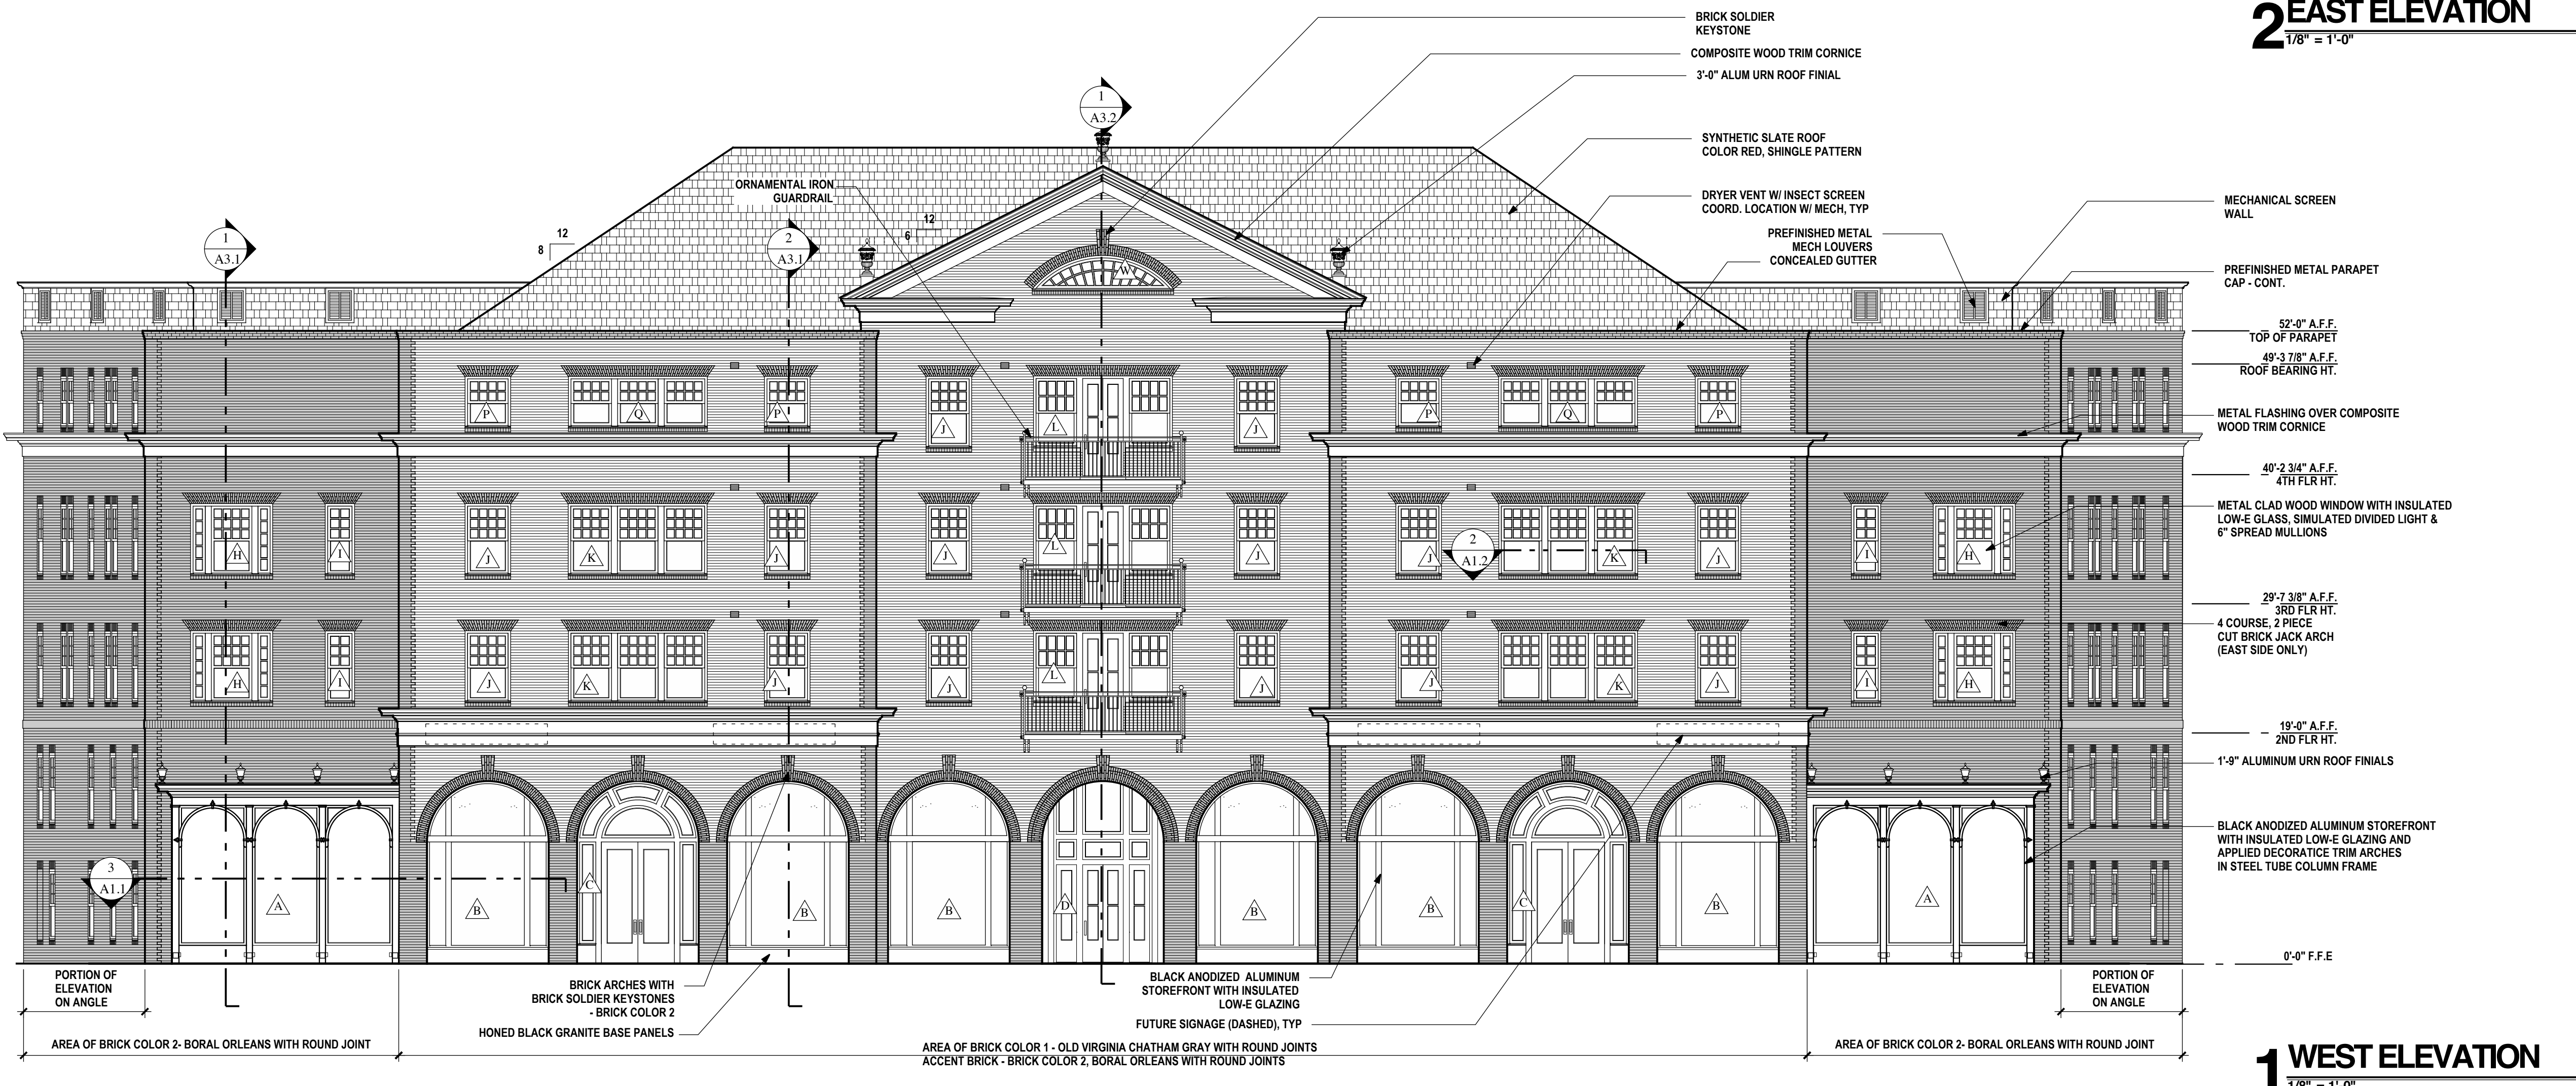 2 EAST ELEVATION
1/8" = 1'-0"
BRICK SOLDIER
KEYSTONE
COMPOSITE WOOD TRIM CORNICE
3'-0" ALUM URN ROOF FINIAL
1
A3.2
SYNTHETIC SLATE ROOF
COLOR RED, SHINGLE PATTERN
ORNAMENTAL IRON
GUARDRAIL
DRYER VENT W/ INSECT SCREEN
COORD. LOCATION W/ MECH, TYP
MECHANICAL SCREEN
WALL
12
8
12
6
1
A3.1
2
A3.1
PREFINISHED METAL
MECH LOUVERS
CONCEALED GUTTER
PREFINISHED METAL PARAPET
CAP - CONT.
W
52'-0" A.F.F.
TOP OF PARAPET
49'-3 7/8" A.F.F.
ROOF BEARING HT.
P Q P J L J P Q P
METAL FLASHING OVER COMPOSITE
WOOD TRIM CORNICE
40'-2 3/4" A.F.F.
4TH FLR HT.
METAL CLAD WOOD WINDOW WITH INSULATED
LOW-E GLASS, SIMULATED DIVIDED LIGHT &
6" SPREAD MULLIONS
H I J K J J L J J K J I H
2
A1.2
29'-7 3/8" A.F.F.
3RD FLR HT.
4 COURSE, 2 PIECE
CUT BRICK JACK ARCH
(EAST SIDE ONLY)
H I J K J J L J J K J I H
19'-0" A.F.F.
2ND FLR HT.
1'-9" ALUMINUM URN ROOF FINIALS
BLACK ANODIZED ALUMINUM STOREFRONT
WITH INSULATED LOW-E GLAZING AND
APPLIED DECORATICE TRIM ARCHES
IN STEEL TUBE COLUMN FRAME
3
A1.1
A B C B B D B B C B A
0'-0" F.F.E
PORTION OF
ELEVATION
ON ANGLE
BRICK ARCHES WITH
BRICK SOLDIER KEYSTONES
- BRICK COLOR 2
HONED BLACK GRANITE BASE PANELS
BLACK ANODIZED ALUMINUM
STOREFRONT WITH INSULATED
LOW-E GLAZING
FUTURE SIGNAGE (DASHED), TYP
PORTION OF
ELEVATION
ON ANGLE
AREA OF BRICK COLOR 2- BORAL ORLEANS WITH ROUND JOINT
AREA OF BRICK COLOR 1 - OLD VIRGINIA CHATHAM GRAY WITH ROUND JOINTS
ACCENT BRICK - BRICK COLOR 2, BORAL ORLEANS WITH ROUND JOINTS
AREA OF BRICK COLOR 2- BORAL ORLEANS WITH ROUND JOINT
1 WEST ELEVATION
1/8" = 1'-0"